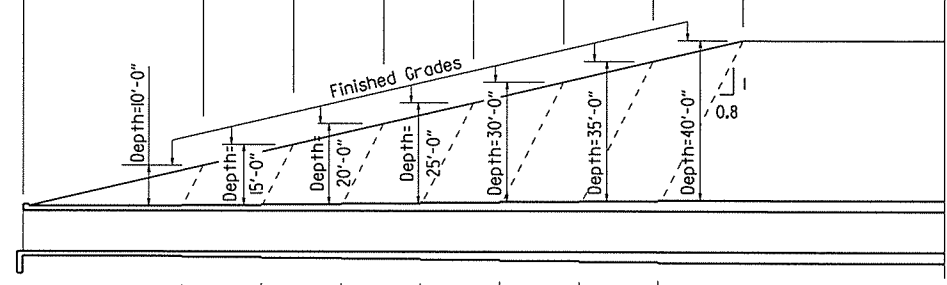 Finished Grades
Depth=10'-0"
Depth=
15'-0"
Depth=
20'-0"
Depth=
25'-0"
Depth=30'-0"
Depth=35'-0"
Depth=40'-0"
1
0.8